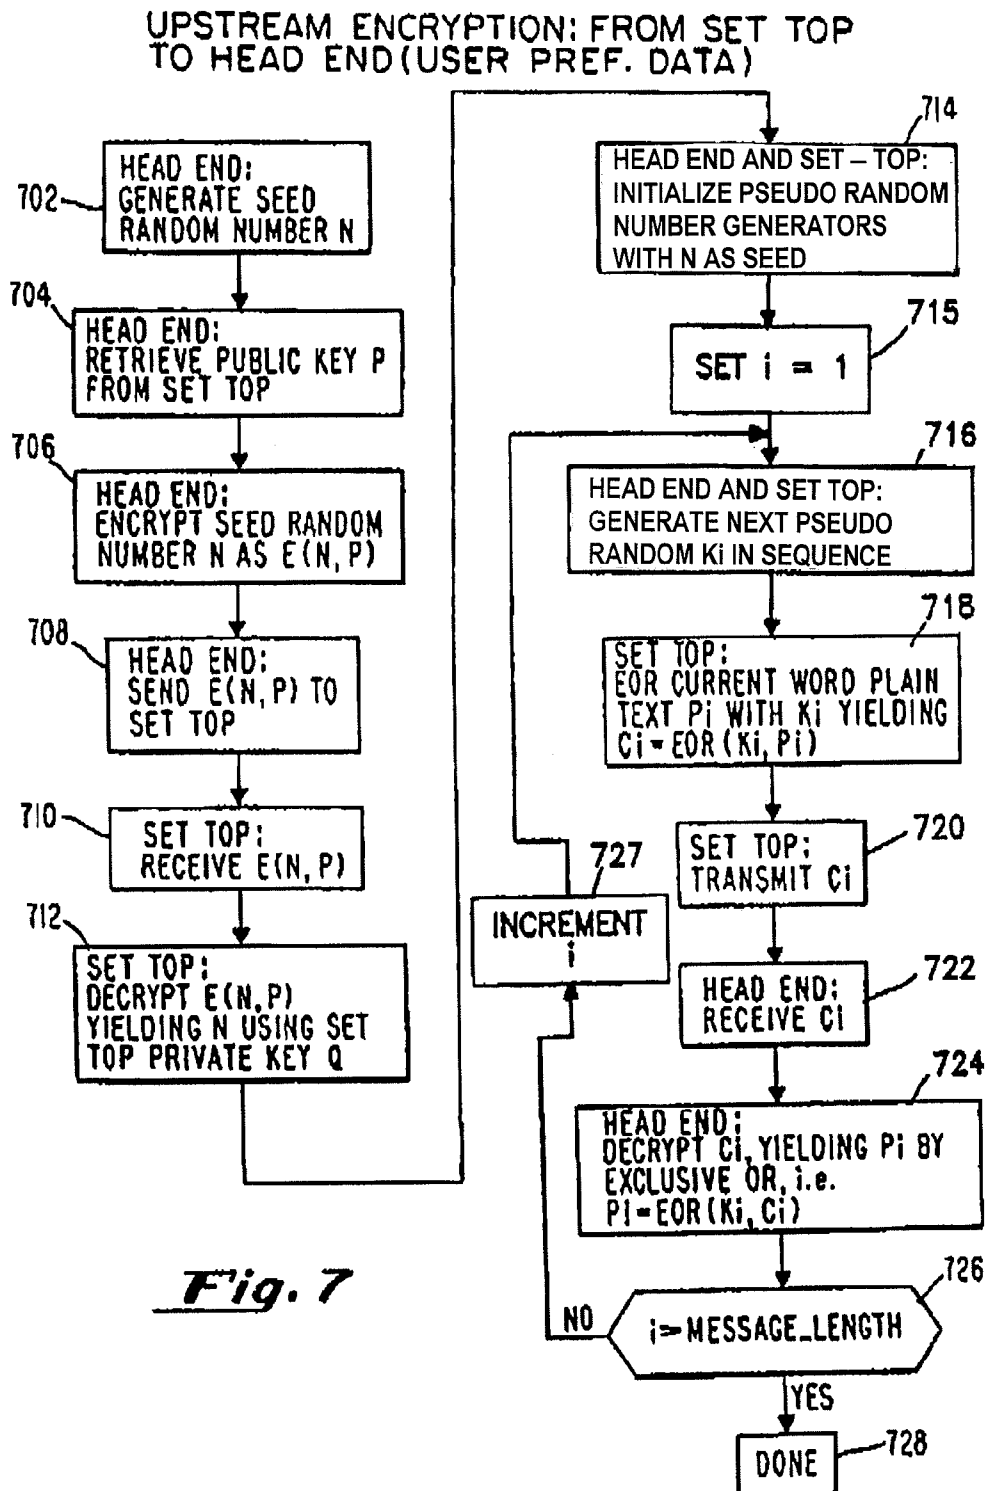 UPSTREAM ENCRYPTION: FROM SET TOP
TO HEAD END (USER PREF. DATA)
702
HEAD END:
GENERATE SEED
RANDOM NUMBER N
704
HEAD END:
RETRIEVE PUBLIC KEY P
FROM SET TOP
706
HEAD END:
ENCRYPT SEED RANDOM
NUMBER N AS E(N,P)
708
HEAD END:
SEND E(N,P) TO
SET TOP
710
SET TOP:
RECEIVE E(N,P)
712
SET TOP:
DECRYPT E(N,P)
YIELDING N USING SET
TOP PRIVATE KEY Q
714
HEAD END AND SET – TOP:
INITIALIZE PSEUDO RANDOM
NUMBER GENERATORS
WITH N AS SEED
715
SET i = 1
716
HEAD END AND SET TOP:
GENERATE NEXT PSEUDO
RANDOM Ki IN SEQUENCE
718
SET TOP:
EOR CURRENT WORD PLAIN
TEXT Pi WITH Ki YIELDING
Ci=EOR(Ki,Pi)
720
SET TOP:
TRANSMIT Ci
722
HEAD END:
RECEIVE Ci
724
HEAD END:
DECRYPT Ci, YIELDING Pi BY
EXCLUSIVE OR, i.e.
Pi=EOR(Ki,Ci)
726
i=MESSAGE_LENGTH
NO
727
INCREMENT
i
YES
728
DONE
Fig. 7